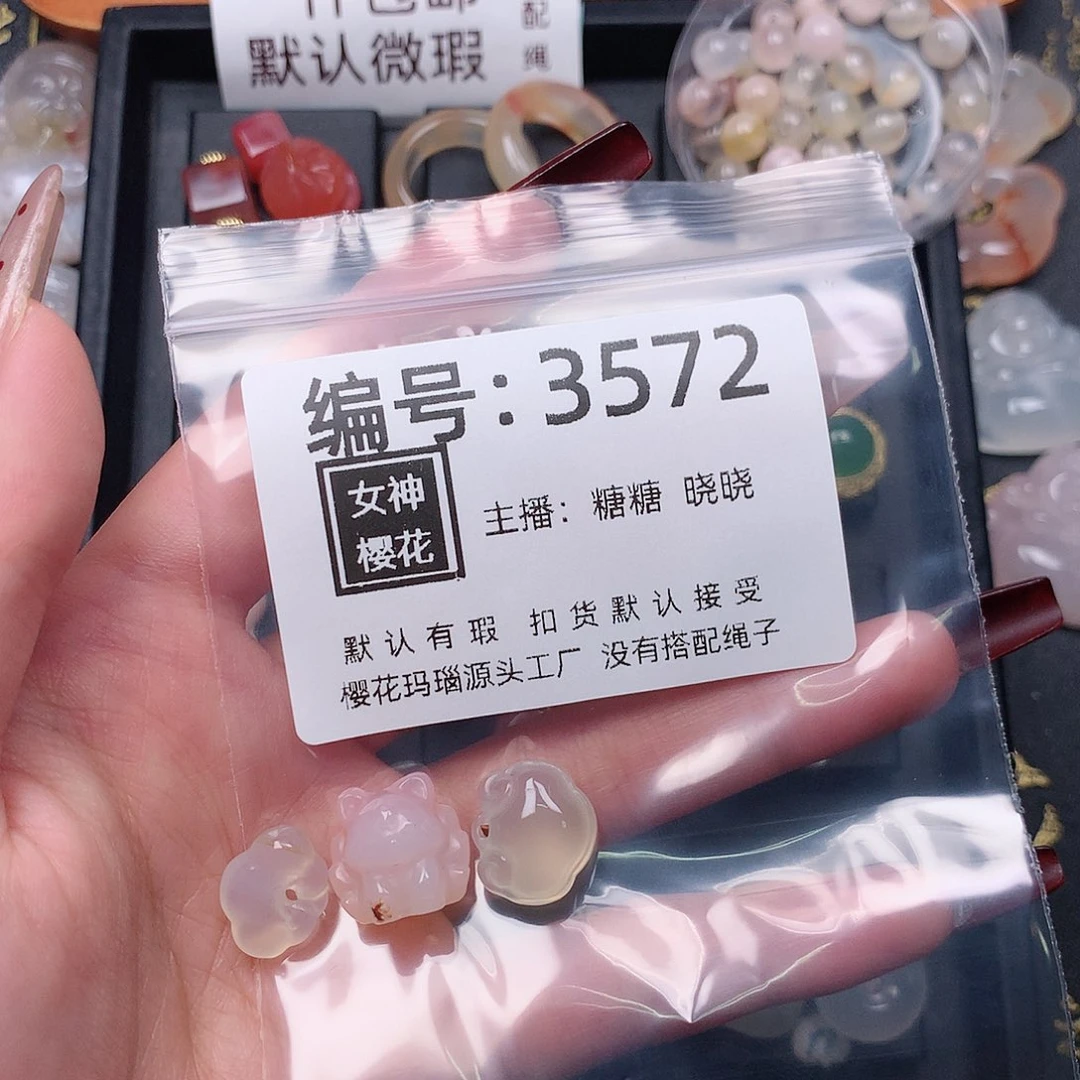 默认微瑕
配
绳
编号:3572
女神
樱花
主播: 糖糖 晓晓
默认有瑕 扣货默认接受
樱花玛瑙源头工厂 没有搭配绳子